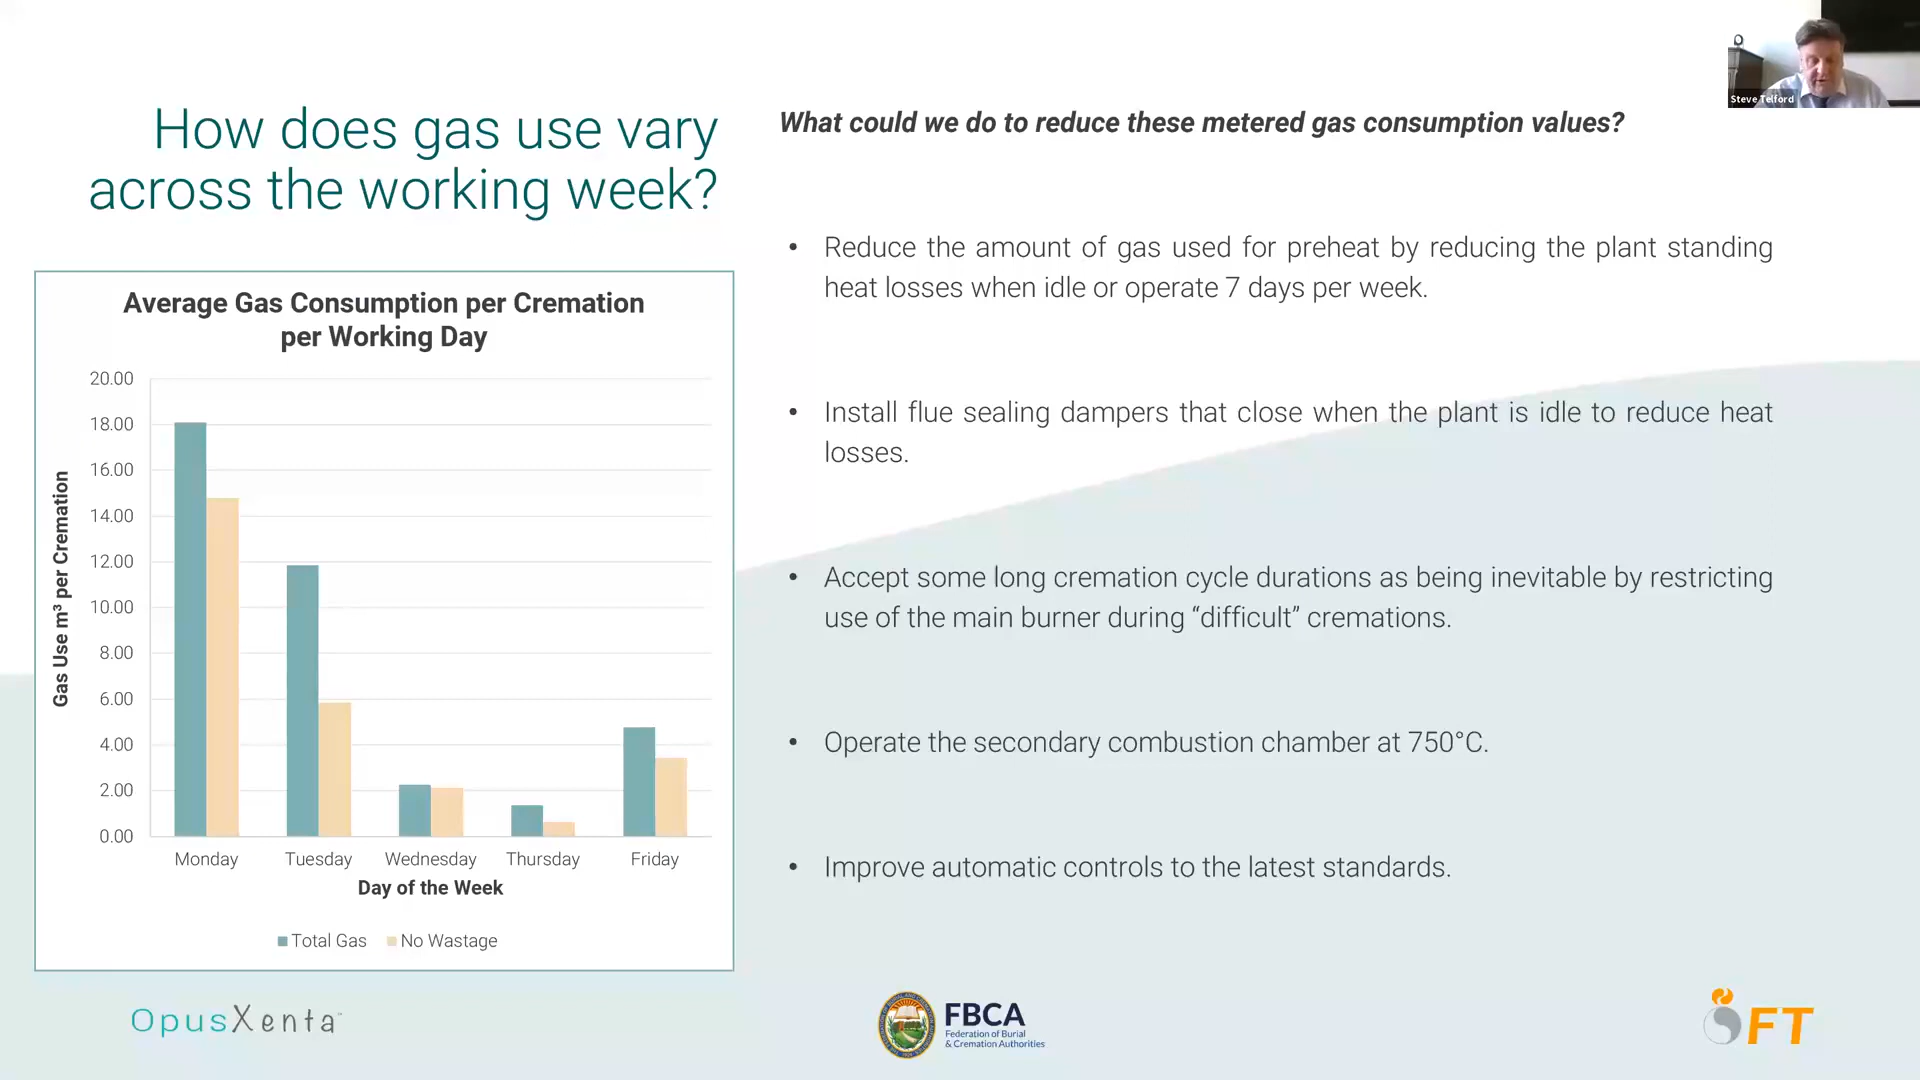 Steve Telford
How does gas use vary
across the working week?
What could we do to reduce these metered gas consumption values?
• Reduce the amount of gas used for preheat by reducing the plant standing
heat losses when idle or operate 7 days per week.
• Install flue sealing dampers that close when the plant is idle to reduce heat
losses.
• Accept some long cremation cycle durations as being inevitable by restricting
use of the main burner during “difficult” cremations.
• Operate the secondary combustion chamber at 750°C.
• Improve automatic controls to the latest standards.
Average Gas Consumption per Cremation
per Working Day
Gas Use m³ per Cremation
20.00
18.00
16.00
14.00
12.00
10.00
8.00
6.00
4.00
2.00
0.00
Monday Tuesday Wednesday Thursday Friday
Day of the Week
Total Gas No Wastage
OpusXenta
FBCA
Federation of Burial
& Cremation Authorities
FT